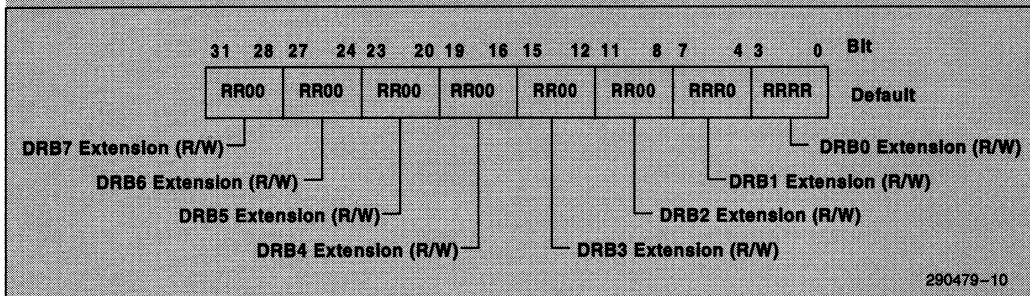 31 28 27 24 23 20 19 16 15 12 11 8 7 4 3 0 Bit
RR00 RR00 RR00 RR00 RR00 RR00 RRR0 RRRR Default
DRB7 Extension (R/W) DRB0 Extension (R/W)
DRB6 Extension (R/W) DRB1 Extension (R/W)
DRB5 Extension (R/W) DRB2 Extension (R/W)
DRB4 Extension (R/W) DRB3 Extension (R/W)
290479-10